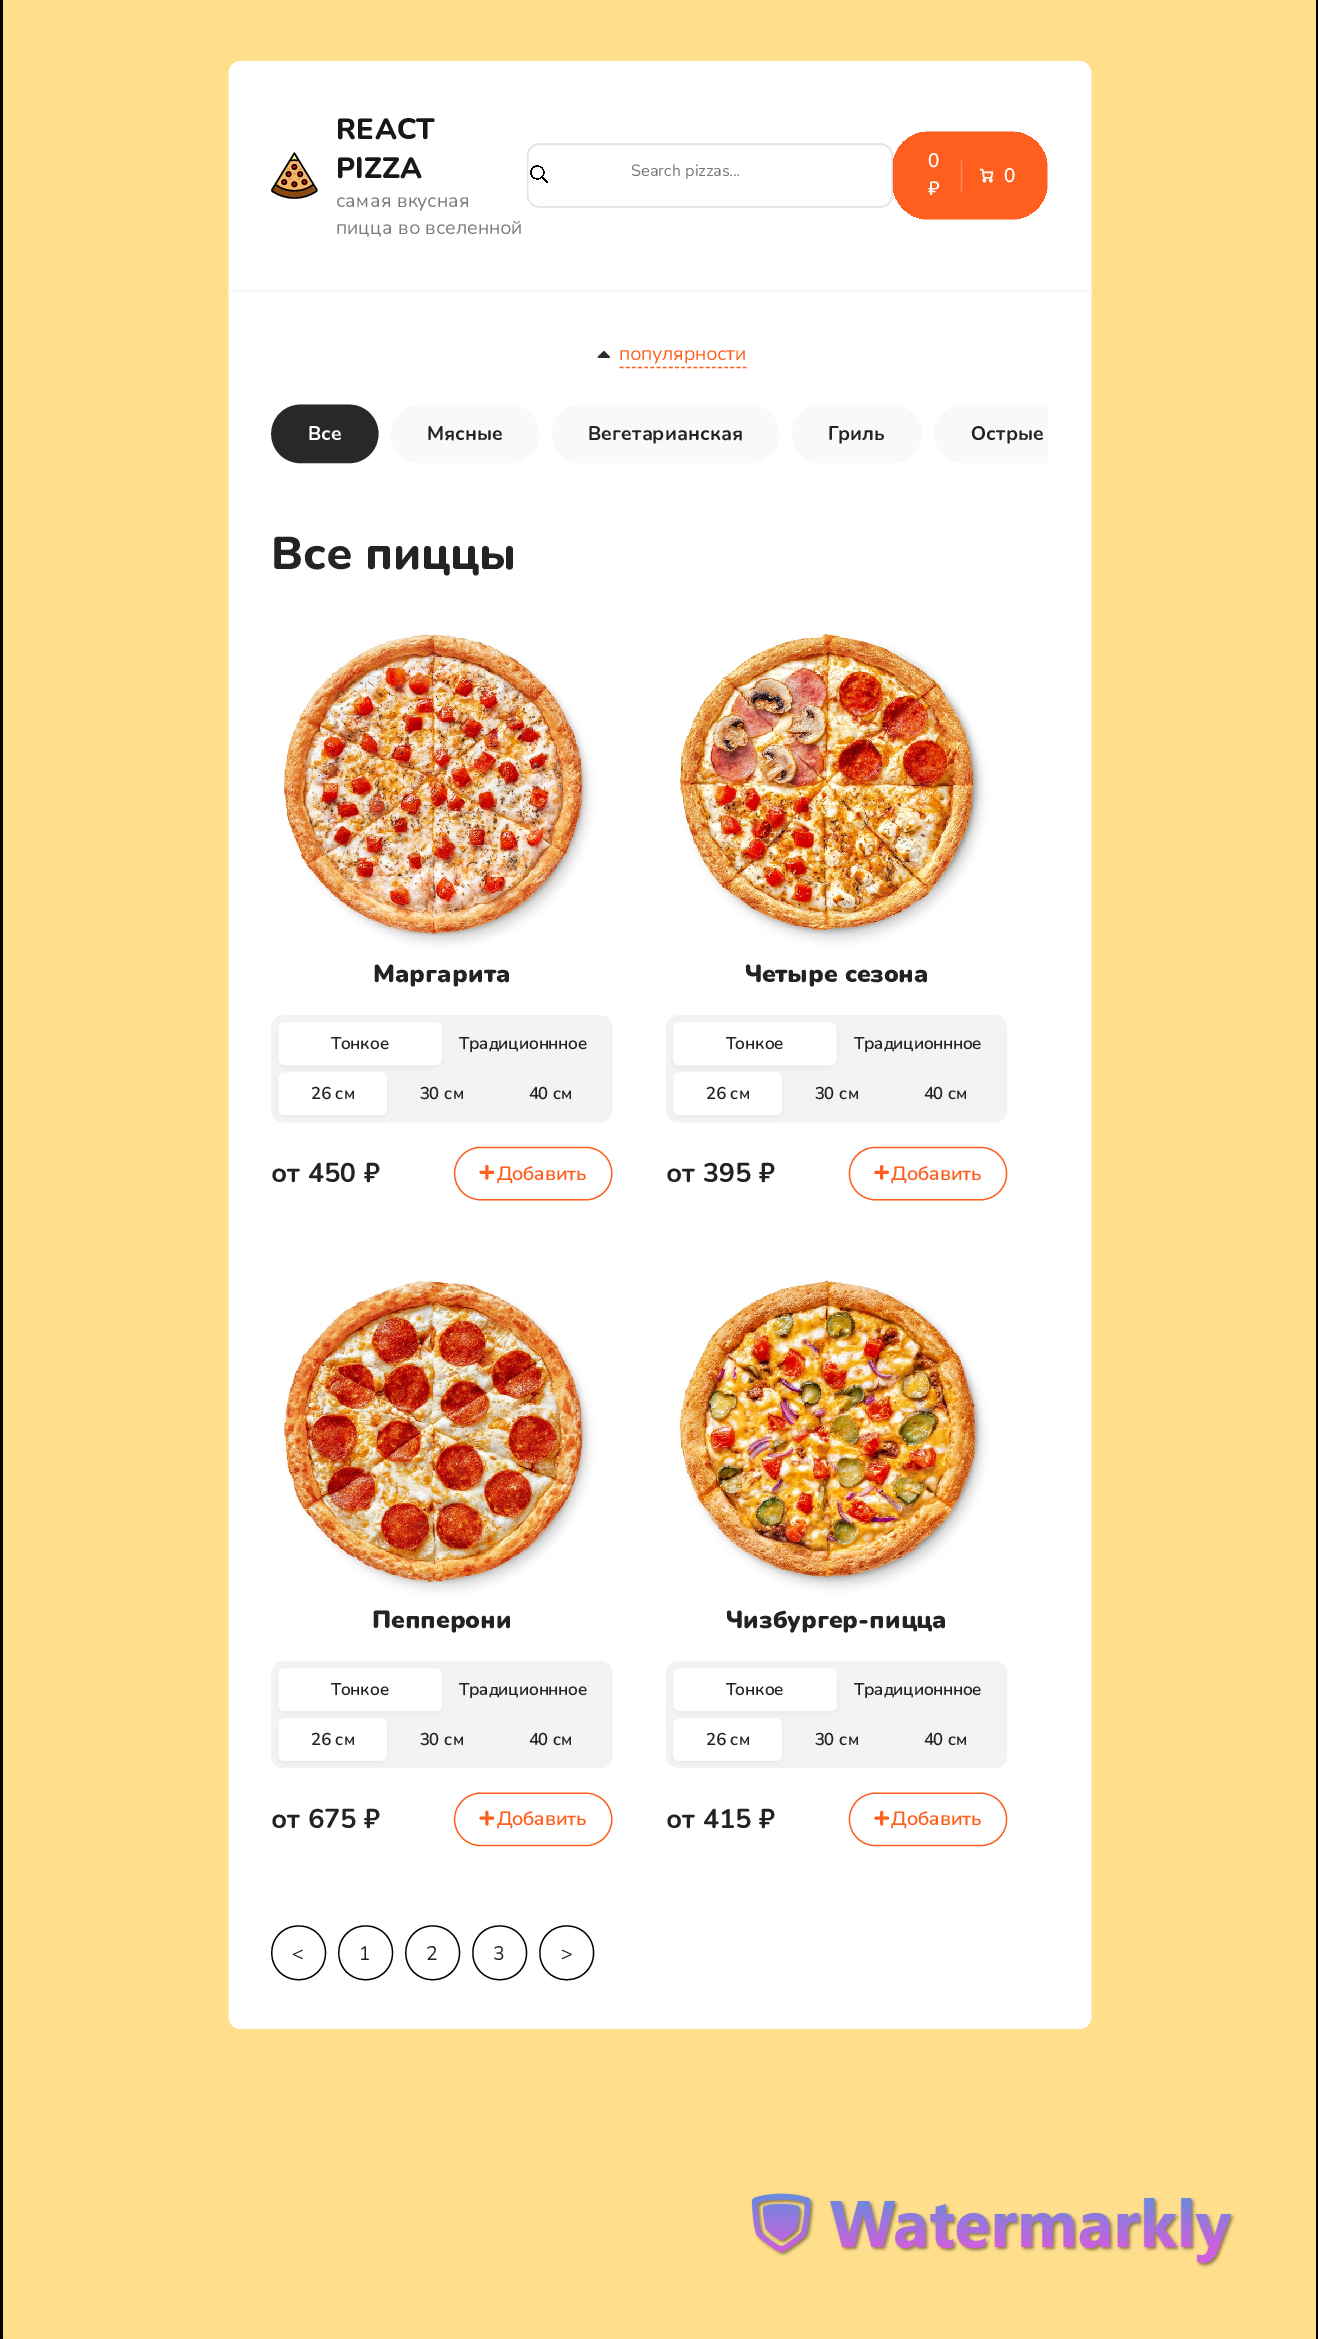 REACT
PIZZA
самая вкусная
пицца во вселенной
Search pizzas...
0
₽
0
популярности
Все Мясные Вегетарианская Гриль Острые
Все пиццы
Маргарита
Тонкое Традиционнное
26 см 30 см 40 см
от 450 ₽ +Добавить
Четыре сезона
Тонкое Традиционнное
26 см 30 см 40 см
от 395 ₽ +Добавить
Пепперони
Тонкое Традиционнное
26 см 30 см 40 см
от 675 ₽ +Добавить
Чизбургер-пицца
Тонкое Традиционнное
26 см 30 см 40 см
от 415 ₽ +Добавить
< 1 2 3 >
Watermarkly